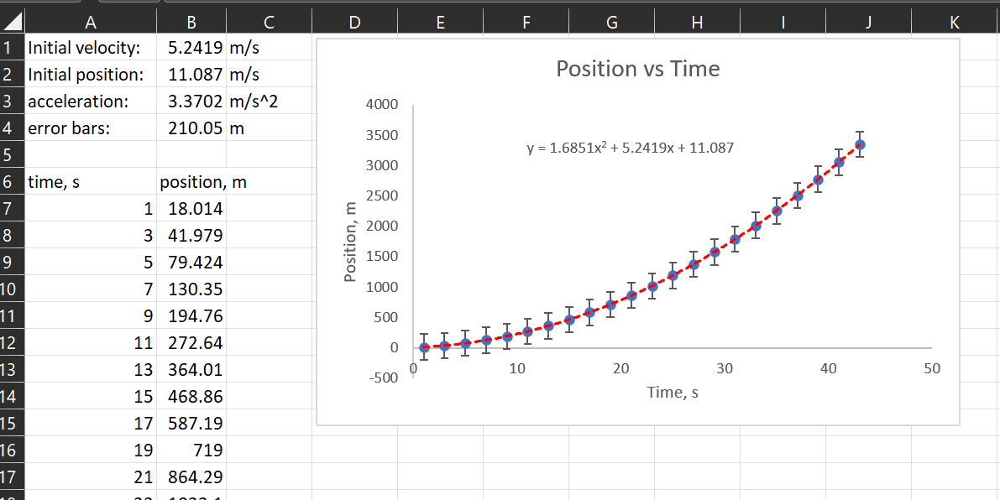 A B C D E F G H I J K
1 Initial velocity: 5.2419 m/s
2 Initial position: 11.087 m/s
3 acceleration: 3.3702 m/s^2
4 error bars: 210.05 m
5
6 time, s position, m
7 1 18.014
8 3 41.979
9 5 79.424
10 7 130.35
11 9 194.76
12 11 272.64
13 13 364.01
14 15 468.86
15 17 587.19
16 19 719
17 21 864.29
Position vs Time
y = 1.6851x² + 5.2419x + 11.087
Position, m
4000
3500
3000
2500
2000
1500
1000
500
0
-500
0 10 20 30 40 50
Time, s